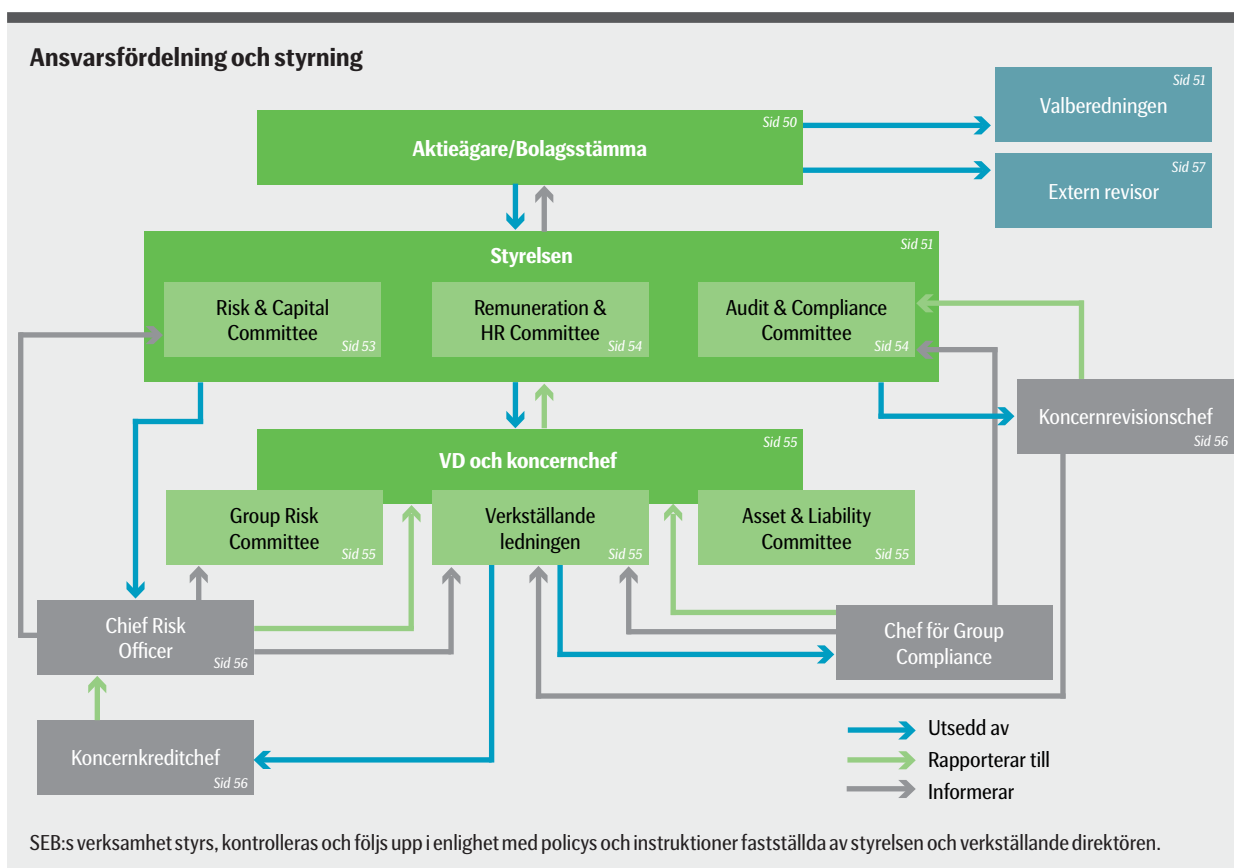 Ansvarsfördelning och styrning
Sid 51
Valberedningen
Sid 50
Aktieägare/Bolagsstämma
Sid 57
Extern revisor
Sid 51
Styrelsen
Risk & Capital
Committee
Sid 53
Remuneration &
HR Committee
Sid 54
Audit & Compliance
Committee
Sid 54
Koncernrevisionschef
Sid 56
Sid 55
VD och koncernchef
Group Risk
Committee
Sid 55
Verkställande
ledningen
Sid 55
Asset & Liability
Committee
Sid 55
Chief Risk
Officer
Sid 56
Chef för Group
Compliance
Koncernkreditchef
Sid 56
Utsedd av
Rapporterar till
Informerar
SEB:s verksamhet styrs, kontrolleras och följs upp i enlighet med policys och instruktioner fastställda av styrelsen och verkställande direktören.